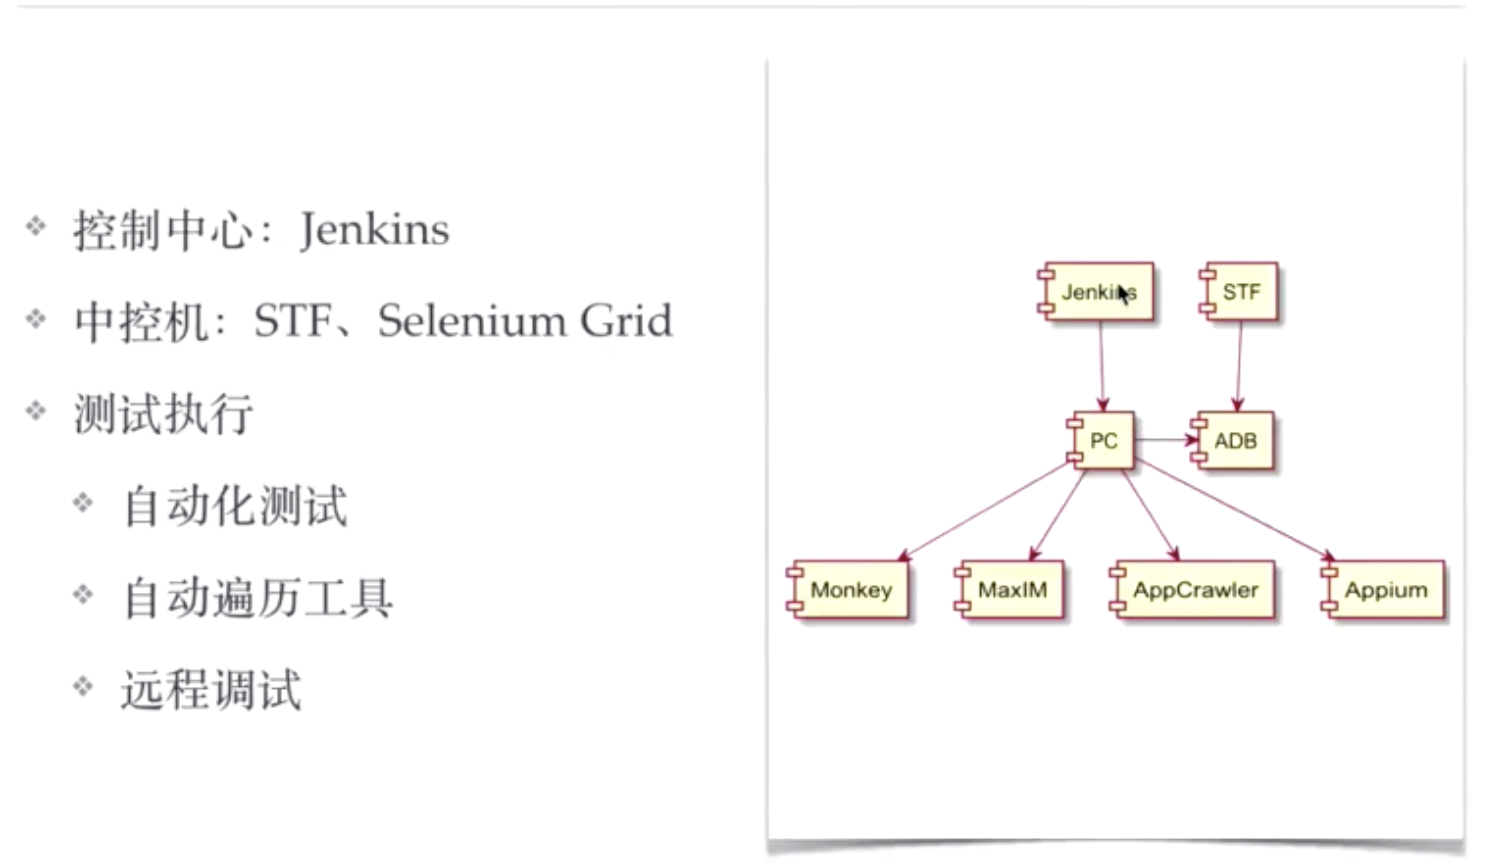 控制中心：Jenkins
中控机：STF、Selenium Grid
测试执行
自动化测试
自动遍历工具
远程调试
Jenkins
STF
PC
ADB
Monkey
MaxIM
AppCrawler
Appium